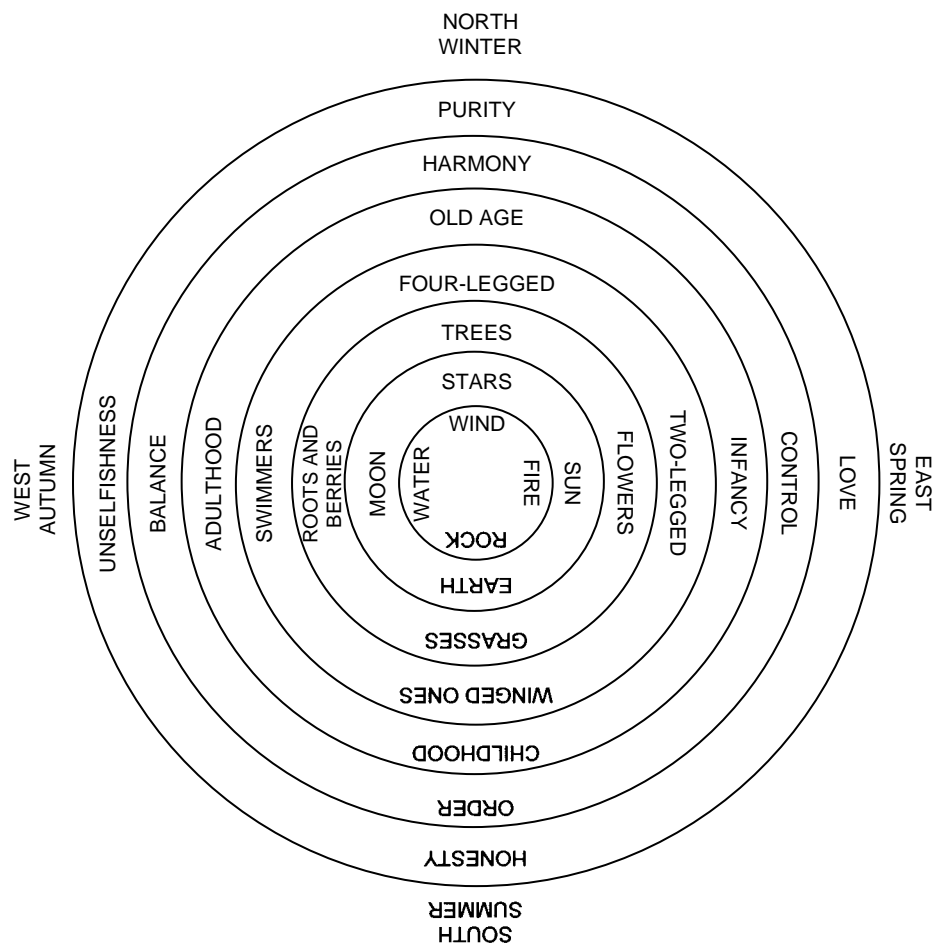 NORTH
WINTER
PURITY
HARMONY
OLD AGE
FOUR-LEGGED
TREES
STARS
WIND
WEST
AUTUMN
UNSELFISHNESS
BALANCE
ADULTHOOD
SWIMMERS
ROOTS AND
BERRIES
MOON
WATER
FIRE
SUN
FLOWERS
TWO-LEGGED
INFANCY
CONTROL
LOVE
EAST
SPRING
ROCK
EARTH
GRASSES
WINGED ONES
CHILDHOOD
ORDER
HONESTY
SOUTH
SUMMER